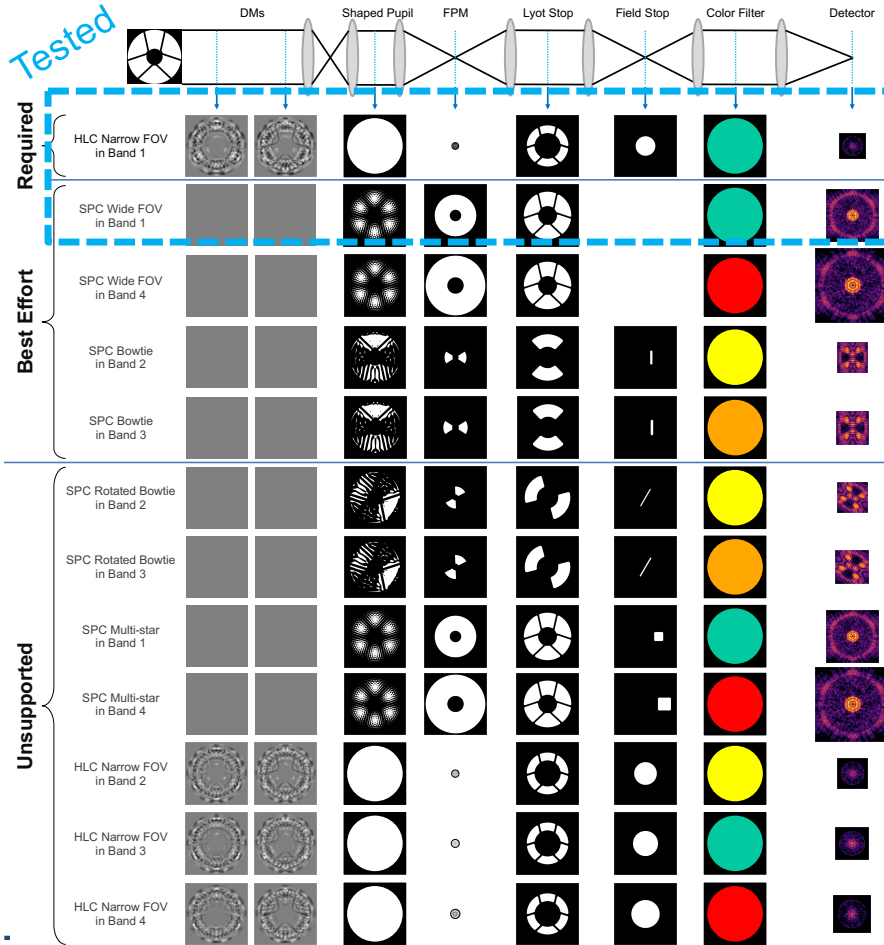 DMs
Shaped Pupil
FPM
Lyot Stop
Field Stop
Color Filter
Detector
Tested
Required
HLC Narrow FOV
in Band 1
Best Effort
SPC Wide FOV
in Band 1
SPC Wide FOV
in Band 4
SPC Bowtie
in Band 2
SPC Bowtie
in Band 3
Unsupported
SPC Rotated Bowtie
in Band 2
SPC Rotated Bowtie
in Band 3
SPC Multi-star
in Band 1
SPC Multi-star
in Band 4
HLC Narrow FOV
in Band 2
HLC Narrow FOV
in Band 3
HLC Narrow FOV
in Band 4